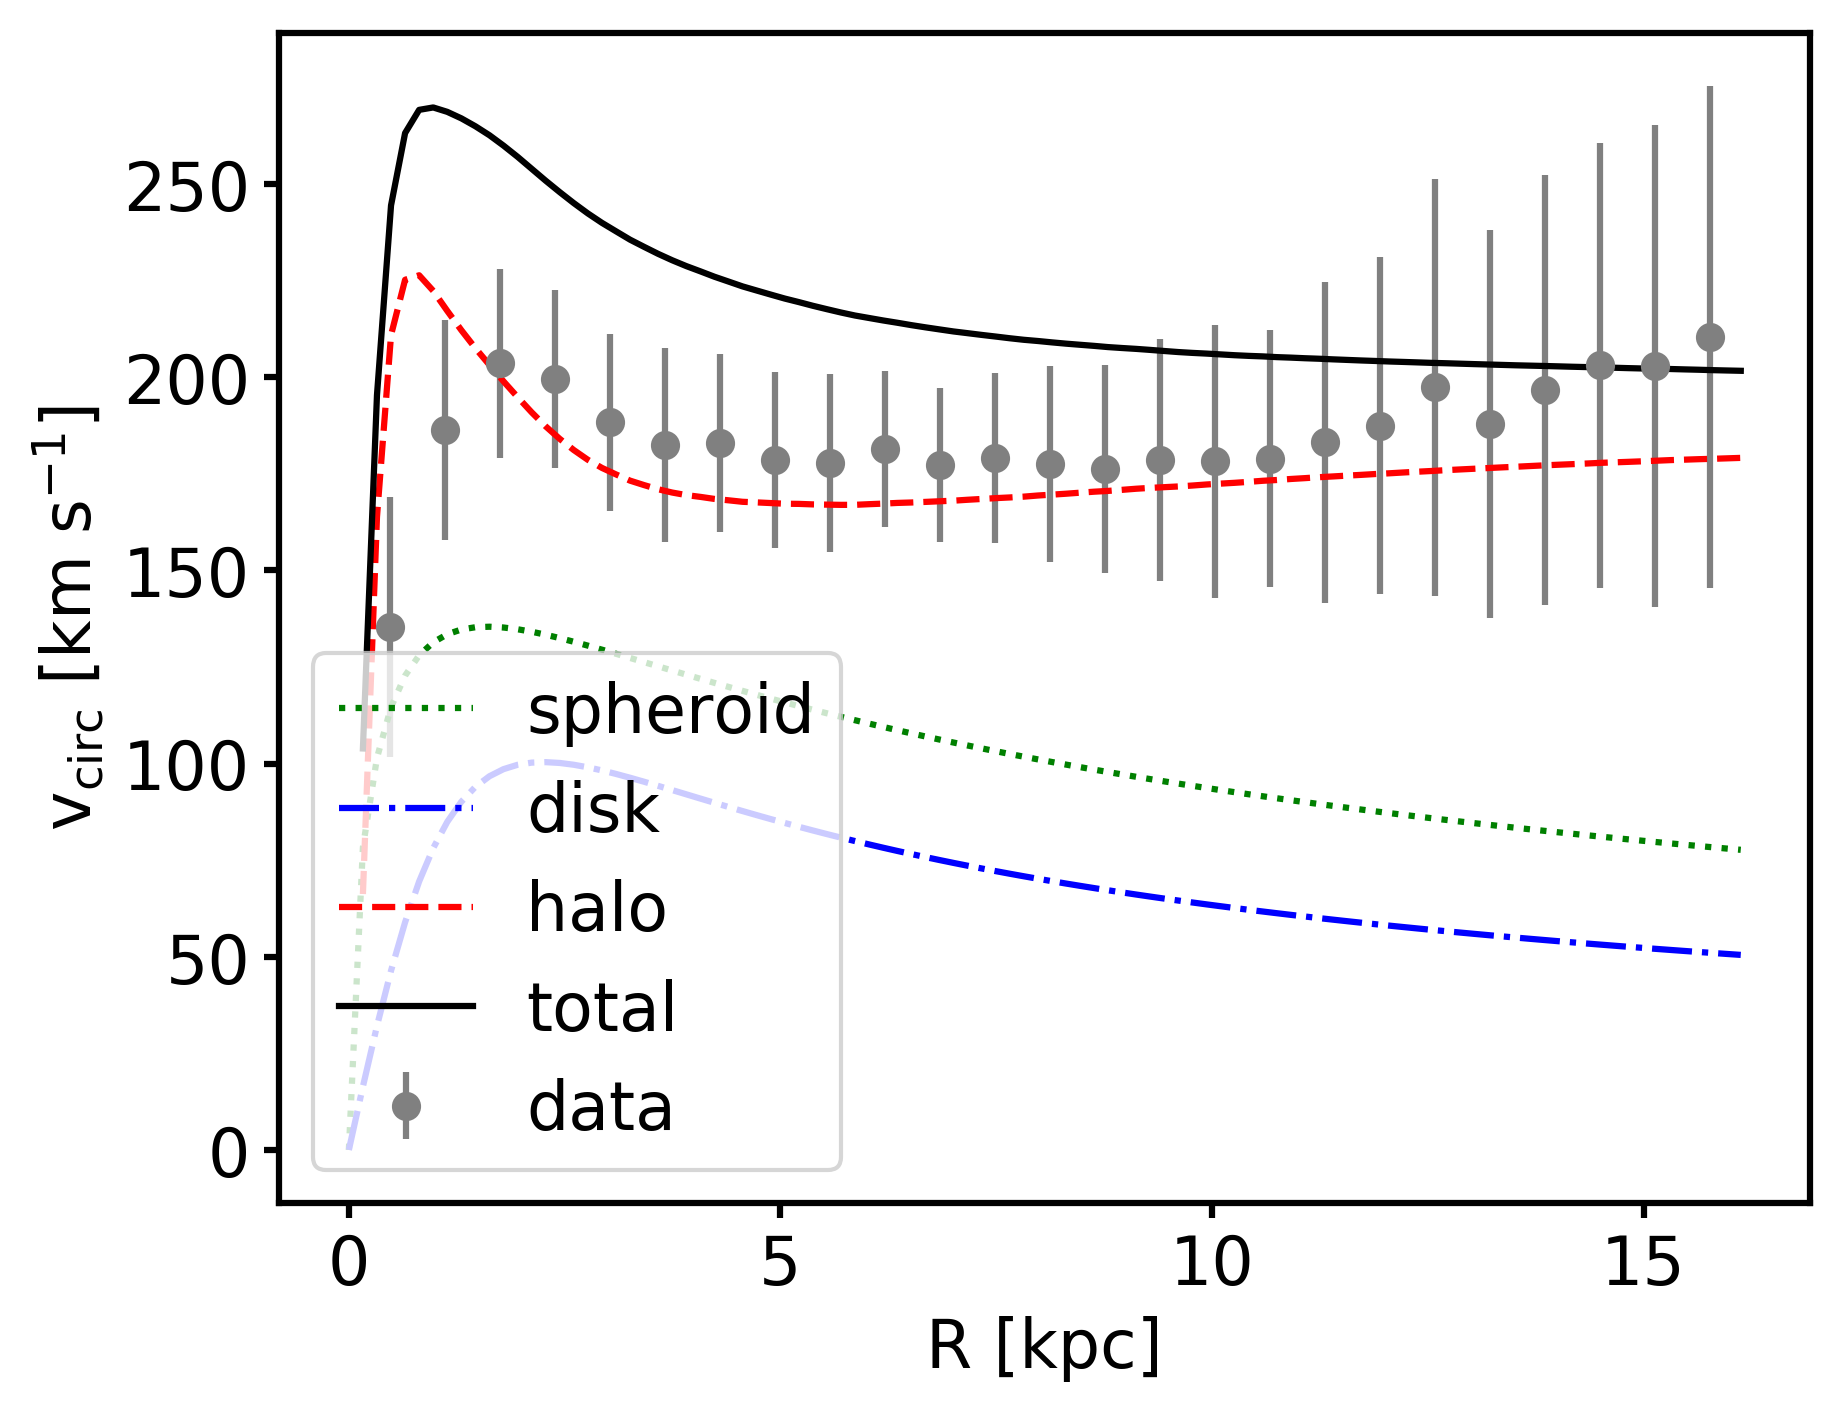 250
200
150
100
50
0
v_circ [km s⁻¹]
spheroid
disk
halo
total
data
0 5 10 15
R [kpc]